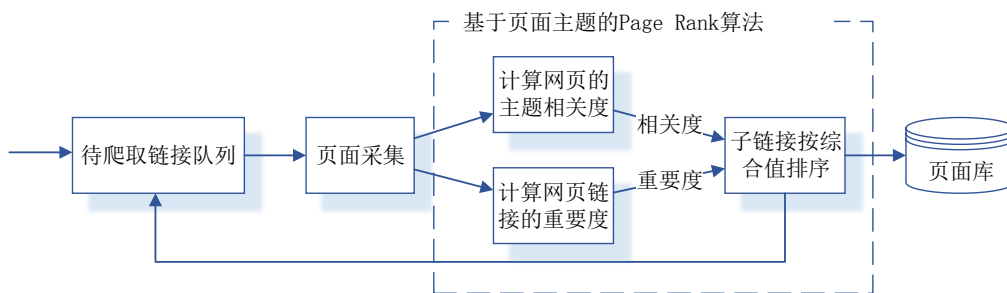 基于页面主题的Page Rank算法
计算网页的
主题相关度
待爬取链接队列
页面采集
相关度
重要度
子链接按综
合值排序
页面库
计算网页链
接的重要度